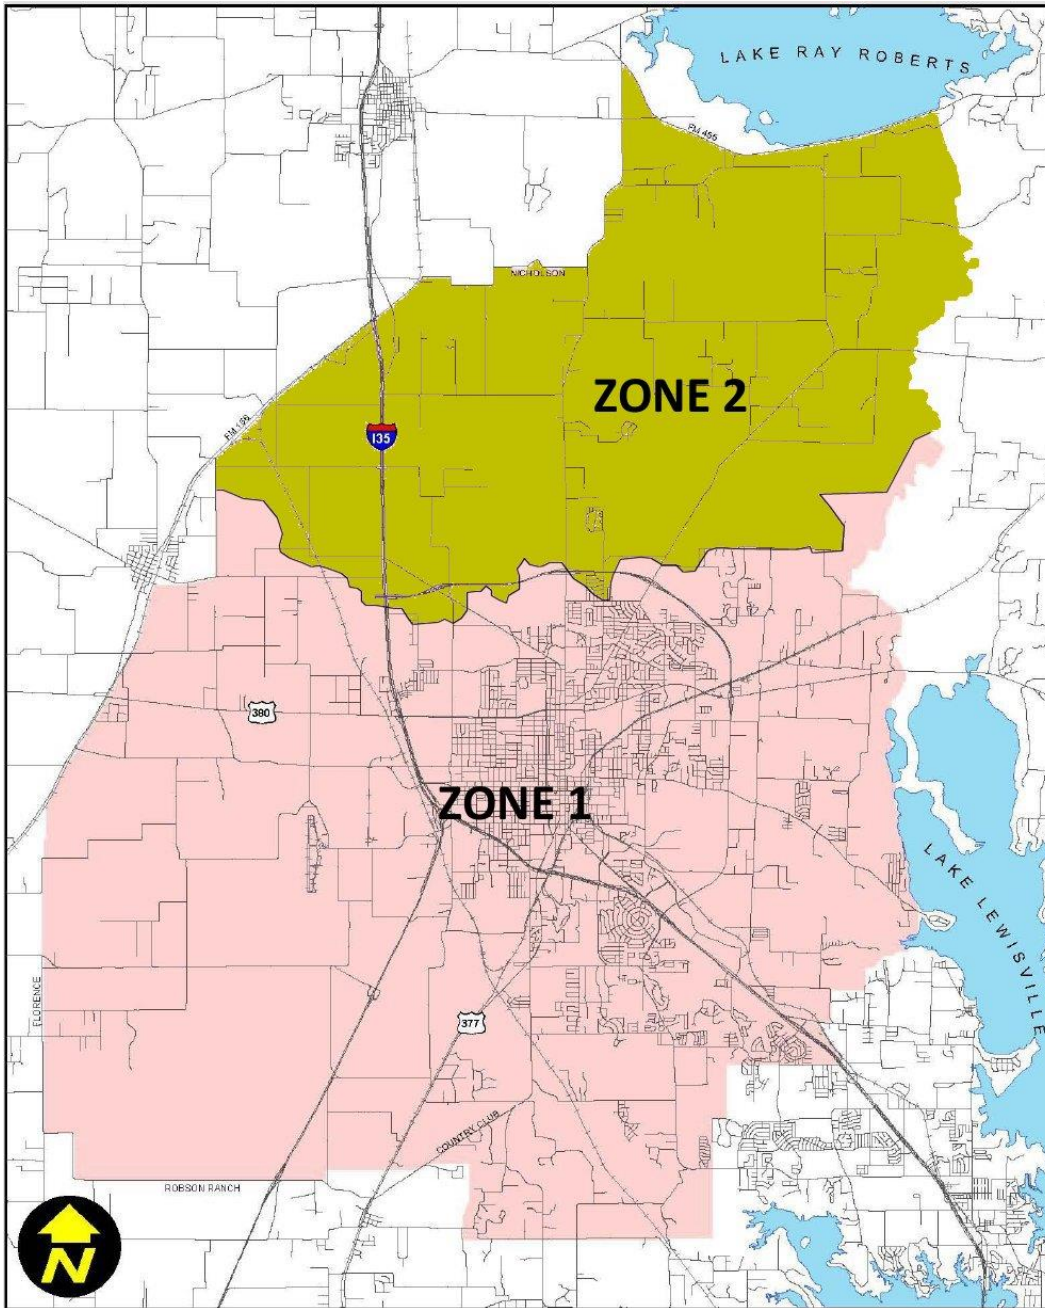 LAKE RAY ROBERTS
FM 455
NICHOLSON
ZONE 2
FM 156
I35
380
ZONE 1
LAKE LEWISVILLE
FLORENCE
377
COUNTRY CLUB
ROBSON RANCH
N